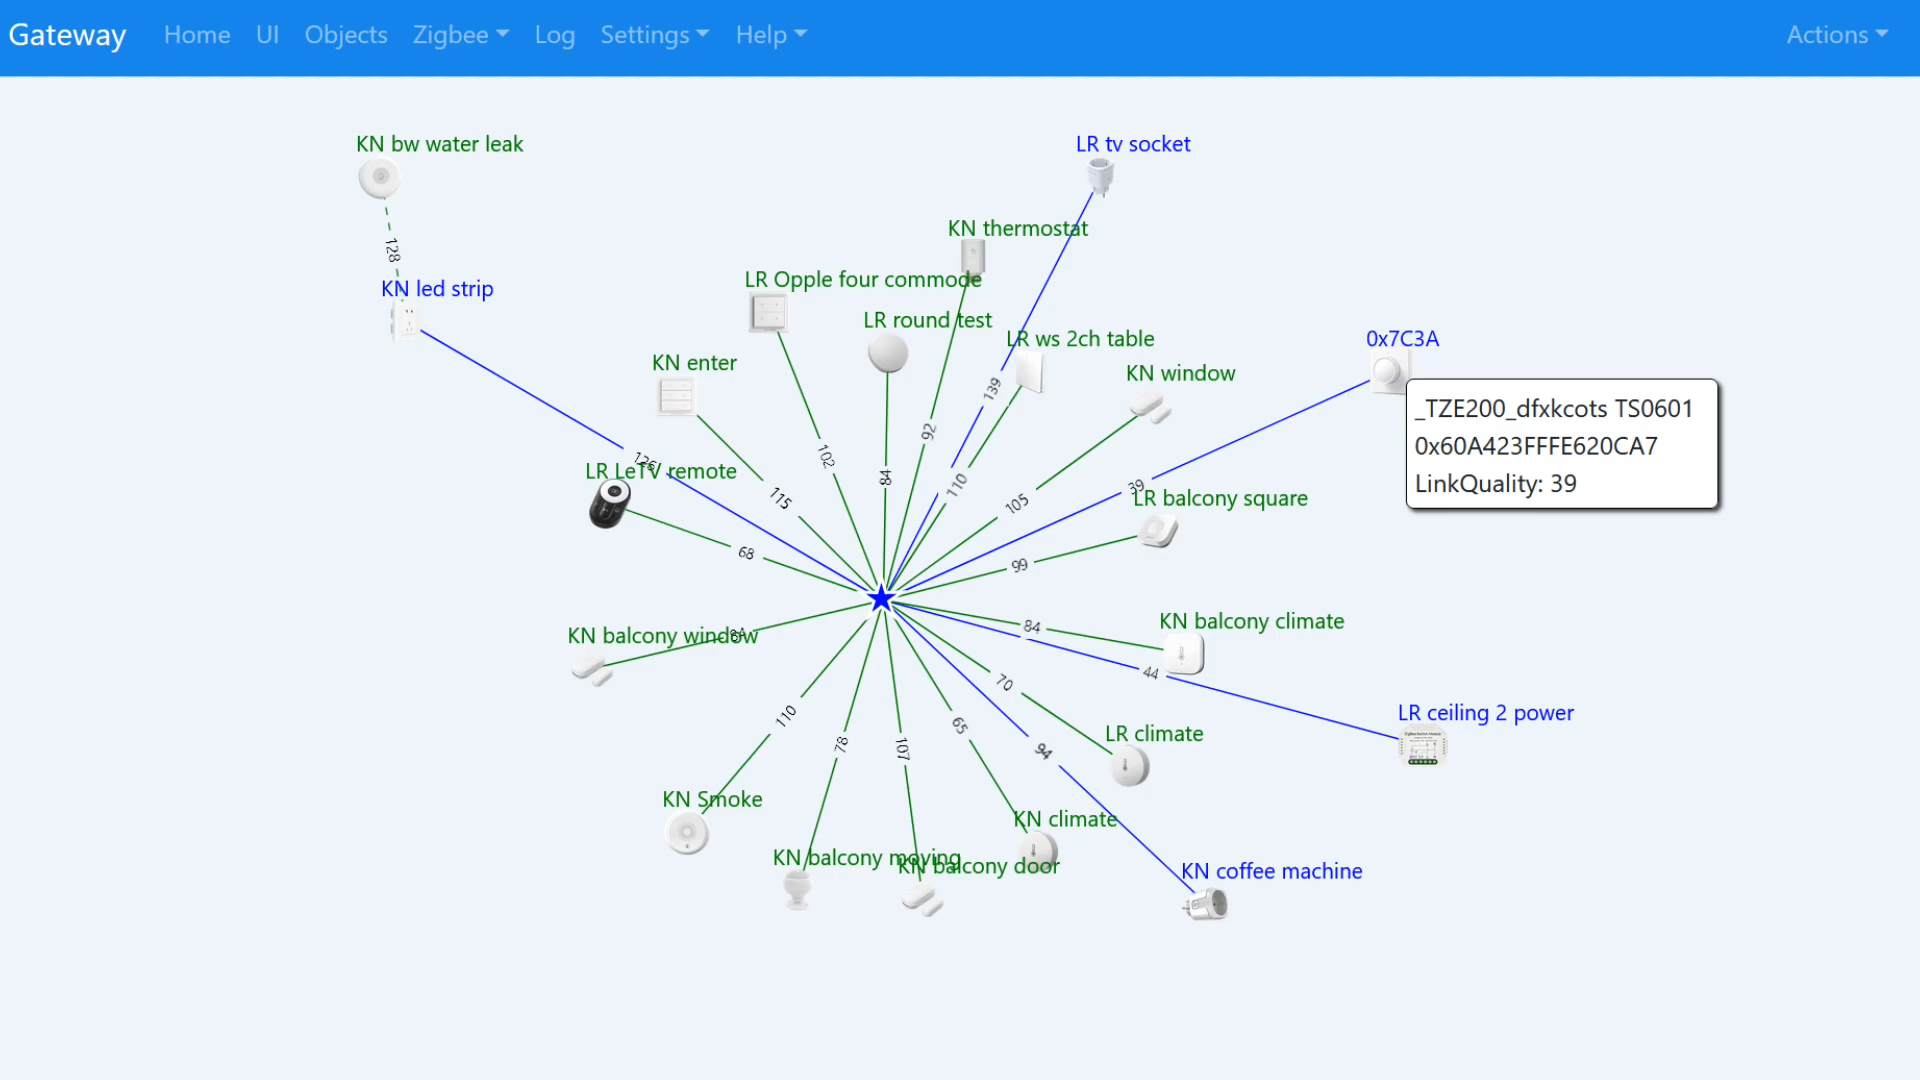 Gateway Home UI Objects Zigbee Log Settings Help Actions
KN bw water leak
LR tv socket
KN thermostat
128
LR Opple four commode
KN led strip
LR round test
LR ws 2ch table
0x7C3A
KN enter
KN window
139
_TZE200_dfxkcots TS0601
0x60A423FFFE620CA7
LinkQuality: 39
92
102
126
LR LeTV remote
84
110
39
115
105
LR balcony square
68
99
KN balcony climate
84
KN balcony window
44
70
LR ceiling 2 power
110
65
LR climate
78
107
94
KN Smoke
KN climate
KN balcony moving
KN balcony door
KN coffee machine